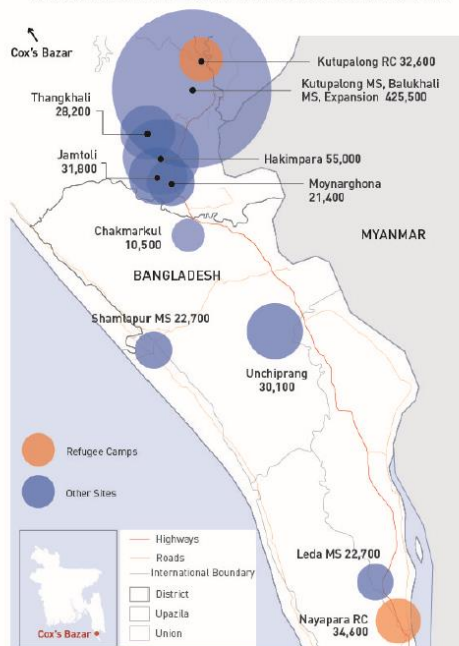 Cox's Bazar
Kutupalong RC 32,600
Kutupalong MS, Balukhali
MS, Expansion 425,500
Thangkhali
28,200
Jamtoli
31,800
Hakimpara 55,000
Moynarghona
21,400
Chakmarkul
10,500
MYANMAR
BANGLADESH
Shamlapur MS 22,700
Unchiprang
30,100
Refugee Camps
Other Sites
Leda MS 22,700
Nayapara RC
34,600
Highways
Roads
International Boundary
District
Upazila
Union
Cox's Bazar